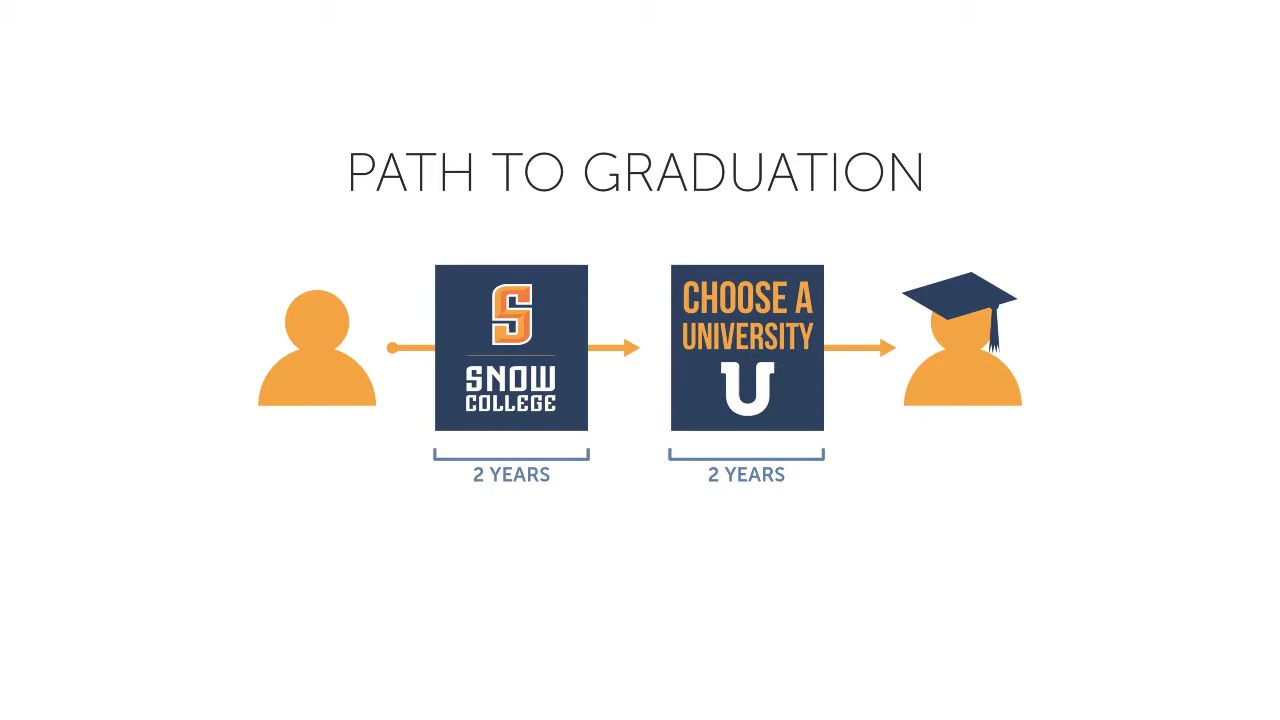 PATH TO GRADUATION
S
SNOW
COLLEGE
CHOOSE A
UNIVERSITY
U
2 YEARS
2 YEARS